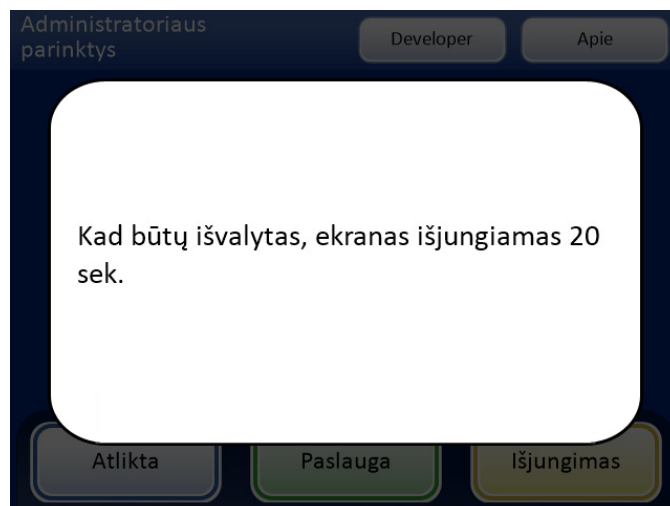 Administratoriaus
parinktys
Developer
Apie
Kad būtų išvalytas, ekranas išjungiamas 20
sek.
Atlikta
Paslauga
Išjungimas